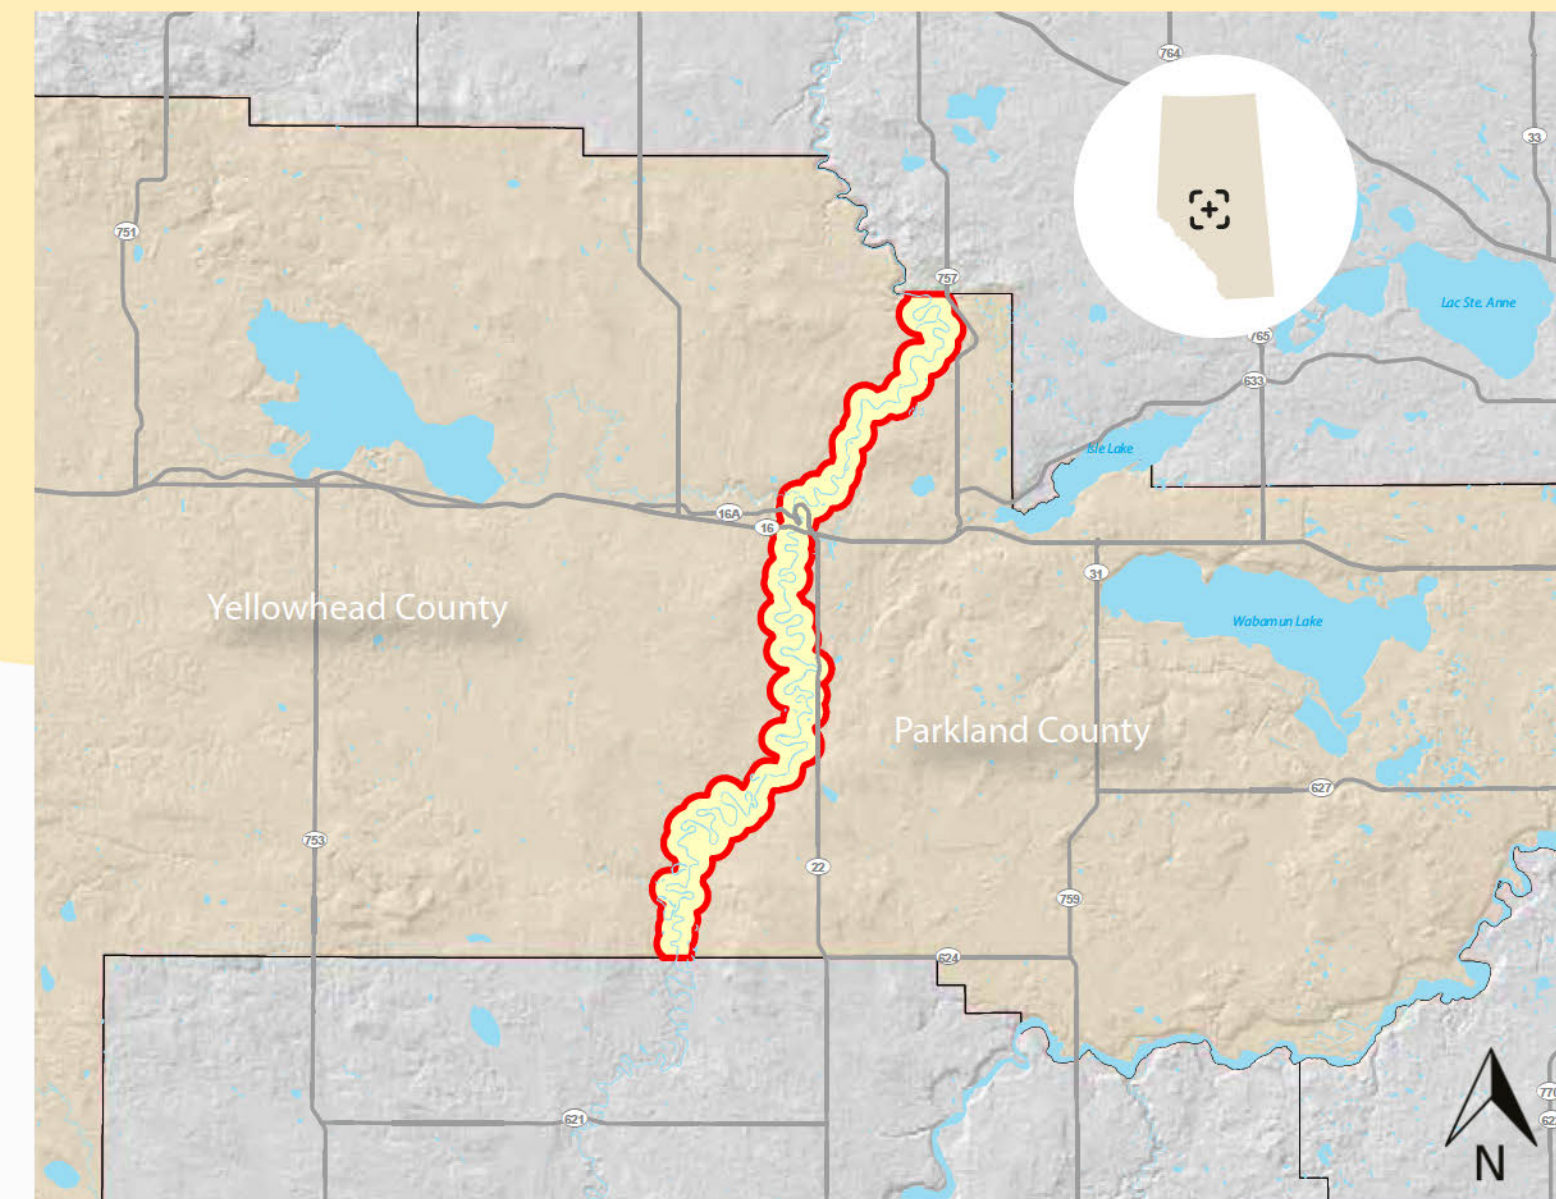 764
33
751
757
Lac Ste. Anne
765
633
Isle Lake
16A
16
31
Yellowhead County
Wabamun Lake
Parkland County
627
753
22
759
624
621
N